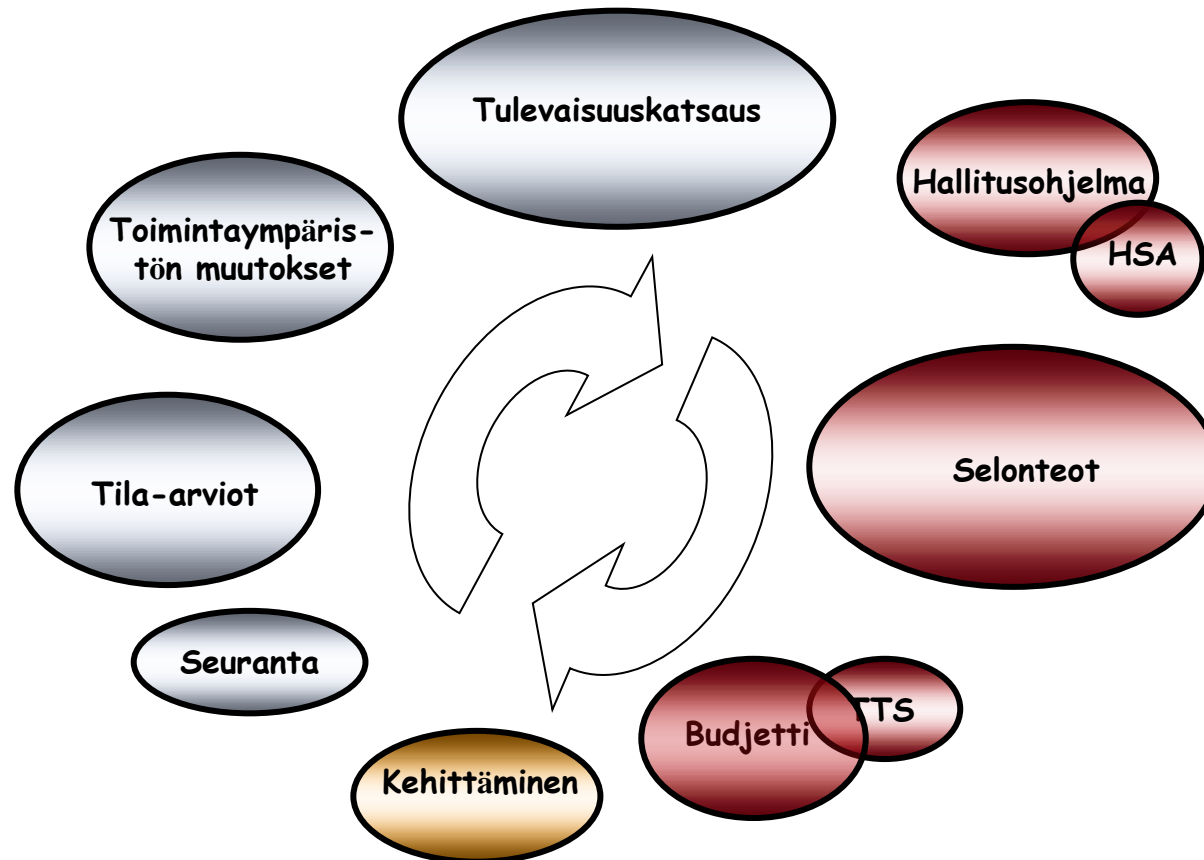 Tulevaisuuskatsaus
Hallitusohjelma
HSA
Toimintaympäris-
tön muutokset
Selonteot
Tila-arviot
Seuranta
TTS
Budjetti
Kehittäminen